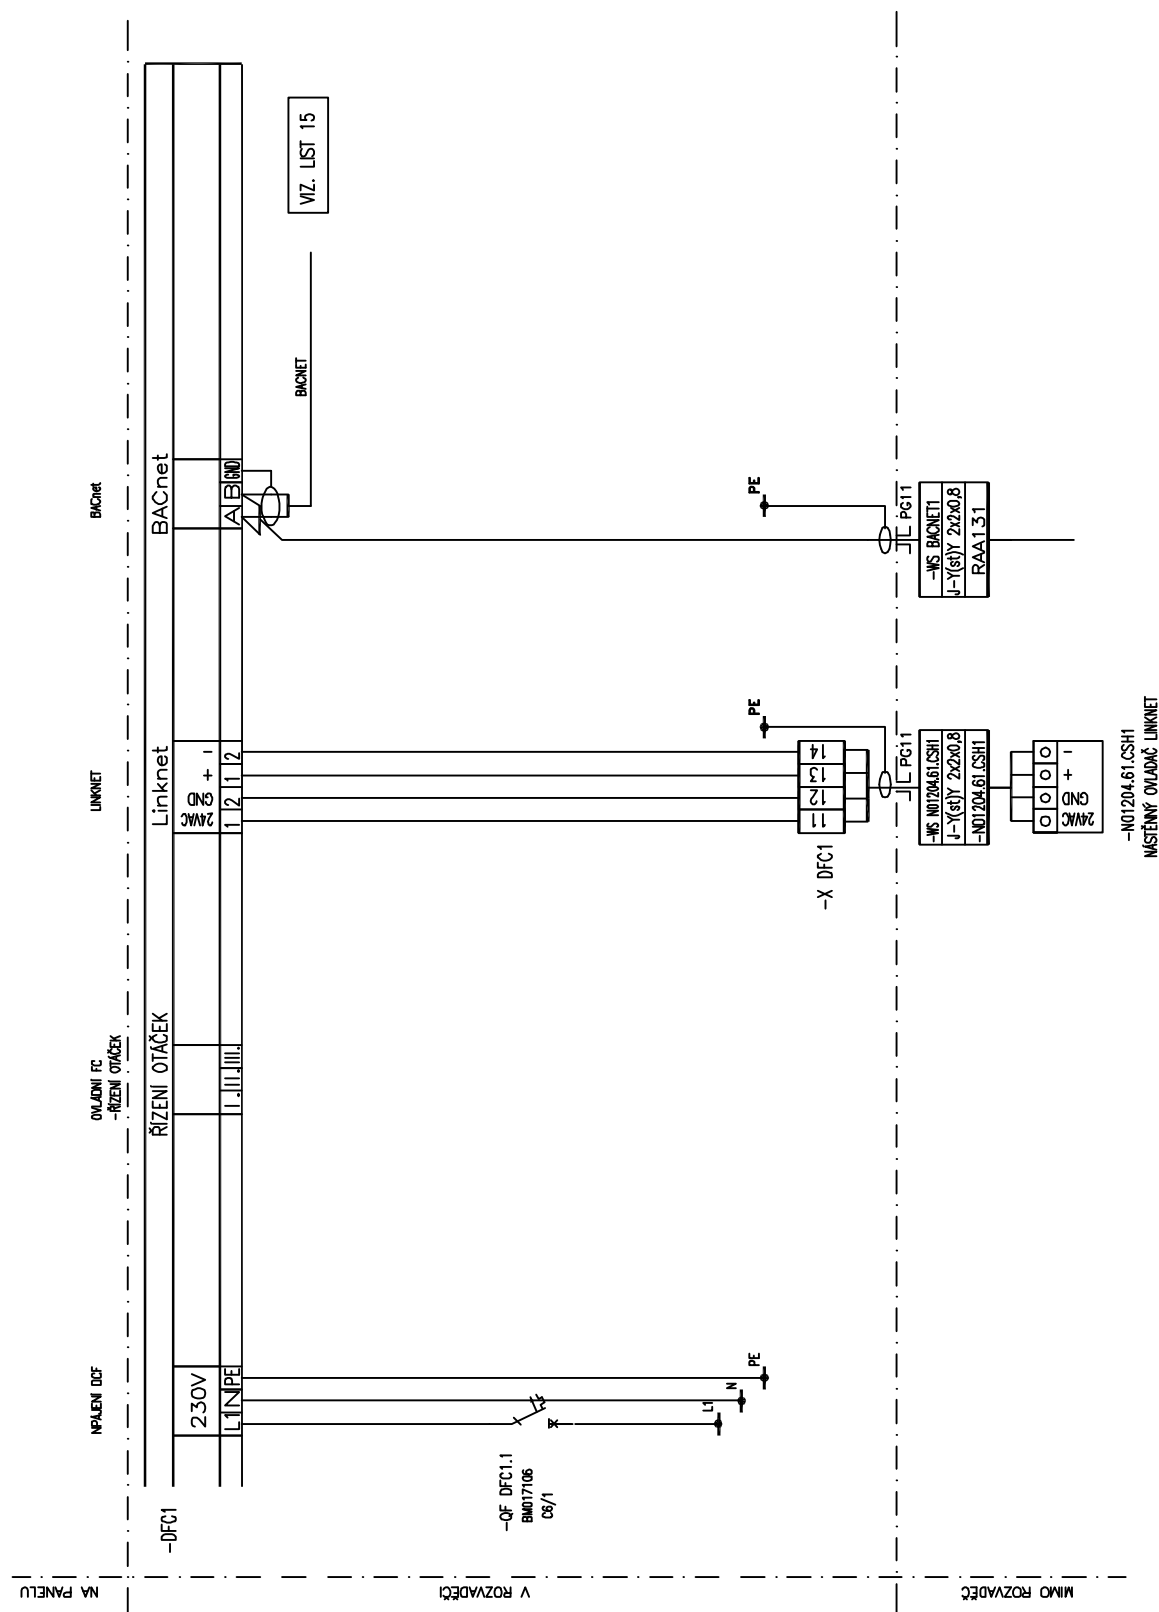 NAPAJENÍ DCF
OVLÁDNÍ FC
-ŘÍZENÍ OTÁČEK
LINKNET
BACnet
NA PANELU
-DFC1
230V
L1 N PE
ŘÍZENÍ OTÁČEK
I. II. III.
Linknet
24VAC GND + -
1 2 1 2
BACnet
A B GND
VIZ. LIST 15
BACNET
V ROZVADĚČI
-QF DFC1.1
BM017106
C6/1
L1
N
PE
-X DFC1
11 12 13 14
PE
PE
PG11
PG11
MIMO ROZVADĚČ
-WS N01204.61.CSH1
J-Y(st)Y 2x2x0,8
-N01204.61.CSH1
-WS BACNET1
J-Y(st)Y 2x2x0,8
RAA131
24VAC GND + -
-N01204.61.CSH1
NÁSTĚNNÝ OVLADAČ LINKNET